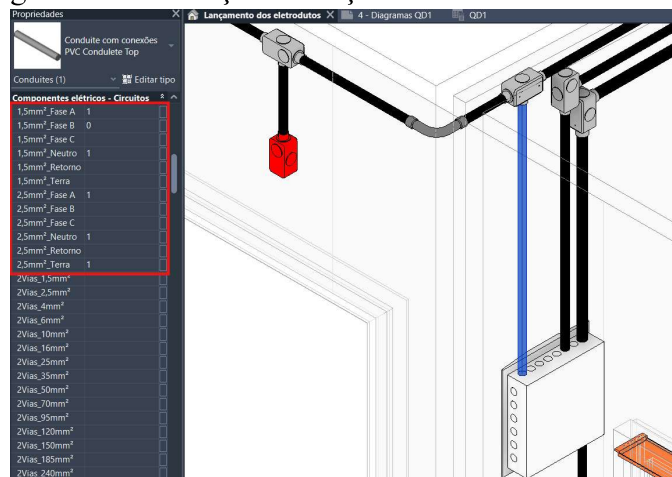 Propriedades
Lançamento dos eletrodutos
4 - Diagramas QD1
QD1
Conduite com conexões
PVC Condulete Top
Conduites (1)
Editar tipo
Componentes elétricos - Circuitos
1,5mm²_Fase A 1
1,5mm²_Fase B 0
1,5mm²_Fase C
1,5mm²_Neutro 1
1,5mm²_Retorno
1,5mm²_Terra
2,5mm²_Fase A 1
2,5mm²_Fase B
2,5mm²_Fase C
2,5mm²_Neutro 1
2,5mm²_Retorno
2,5mm²_Terra 1
2Vias_1,5mm²
2Vias_2,5mm²
2Vias_4mm²
2Vias_6mm²
2Vias_10mm²
2Vias_16mm²
2Vias_25mm²
2Vias_35mm²
2Vias_50mm²
2Vias_70mm²
2Vias_95mm²
2Vias_120mm²
2Vias_150mm²
2Vias_185mm²
2Vias_240mm²